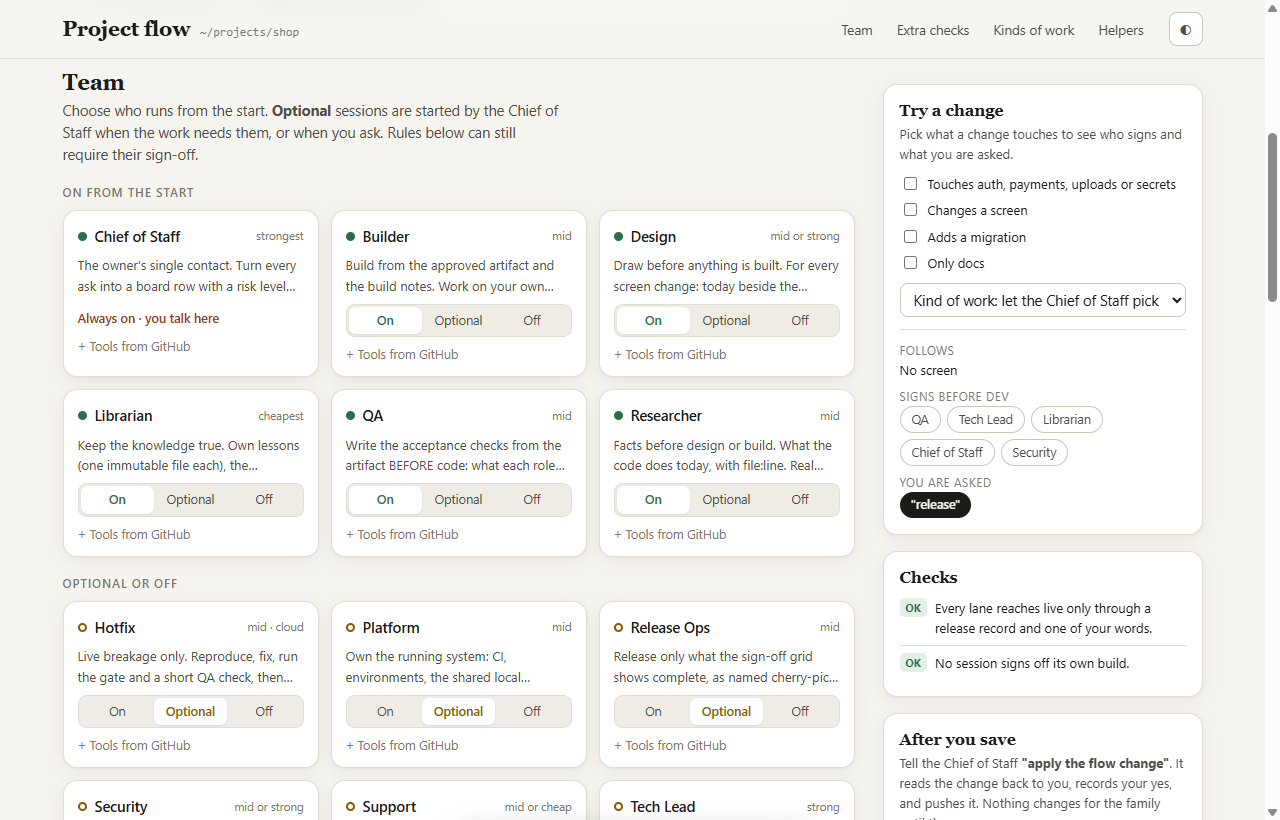 Project flow ~/projects/shop
Team Extra checks Kinds of work Helpers
Team
Choose who runs from the start. Optional sessions are started by the Chief of
Staff when the work needs them, or when you ask. Rules below can still
require their sign-off.
ON FROM THE START
Chief of Staff strongest
The owner's single contact. Turn every
ask into a board row with a risk level...
Always on · you talk here
+ Tools from GitHub
Builder mid
Build from the approved artifact and
the build notes. Work on your own...
On Optional Off
+ Tools from GitHub
Design mid or strong
Draw before anything is built. For every
screen change: today beside the...
On Optional Off
+ Tools from GitHub
Librarian cheapest
Keep the knowledge true. Own lessons
(one immutable file each), the...
On Optional Off
+ Tools from GitHub
QA mid
Write the acceptance checks from the
artifact BEFORE code: what each role...
On Optional Off
+ Tools from GitHub
Researcher mid
Facts before design or build. What the
code does today, with file:line. Real...
On Optional Off
+ Tools from GitHub
OPTIONAL OR OFF
Hotfix mid · cloud
Live breakage only. Reproduce, fix, run
the gate and a short QA check, then...
On Optional Off
+ Tools from GitHub
Platform mid
Own the running system: CI,
environments, the shared local...
On Optional Off
+ Tools from GitHub
Release Ops mid
Release only what the sign-off grid
shows complete, as named cherry-pic...
On Optional Off
+ Tools from GitHub
Security mid or strong
Support mid or cheap
Tech Lead strong
Try a change
Pick what a change touches to see who signs and
what you are asked.
Touches auth, payments, uploads or secrets
Changes a screen
Adds a migration
Only docs
Kind of work: let the Chief of Staff pick
FOLLOWS
No screen
SIGNS BEFORE DEV
QA Tech Lead Librarian
Chief of Staff Security
YOU ARE ASKED
"release"
Checks
OK Every lane reaches live only through a
release record and one of your words.
OK No session signs off its own build.
After you save
Tell the Chief of Staff "apply the flow change". It
reads the change back to you, records your yes,
and pushes it. Nothing changes for the family